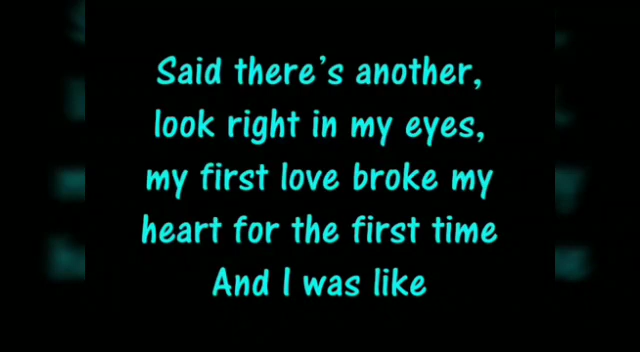 Said there's another,
look right in my eyes,
my first love broke my
heart for the first time
And I was like